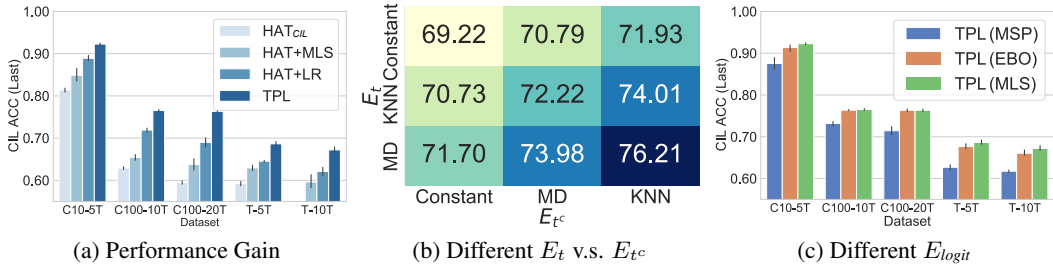 1.00
0.90
0.80
0.70
0.60
CIL ACC (Last)
HAT_CIL
HAT+MLS
HAT+LR
TPL
C10-5T C100-10T C100-20T T-5T T-10T
Dataset
(a) Performance Gain
E_t
Constant
KNN
MD
69.22 70.79 71.93
70.73 72.22 74.01
71.70 73.98 76.21
Constant MD KNN
E_{t^c}
(b) Different E_t v.s. E_{t^c}
1.00
0.90
0.80
0.70
0.60
CIL ACC (Last)
TPL (MSP)
TPL (EBO)
TPL (MLS)
C10-5T C100-10T C100-20T T-5T T-10T
Dataset
(c) Different E_{logit}